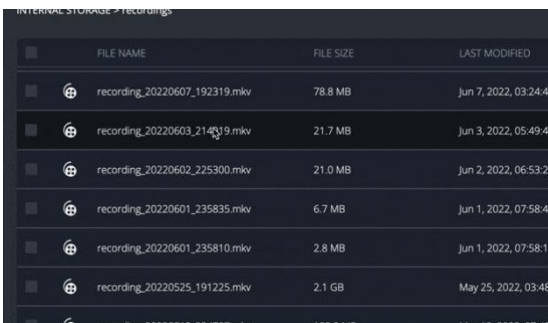 INTERNAL STORAGE > recordings
FILE NAME FILE SIZE LAST MODIFIED
recording_20220607_192319.mkv 78.8 MB Jun 7, 2022, 03:24:4
21.7 MB Jun 3, 2022, 05:49:4
recording_20220602_225300.mkv 21.0 MB Jun 2, 2022, 06:53:2
recording_20220601_235835.mkv 6.7 MB Jun 1, 2022, 07:58:4
recording_20220601_235810.mkv 2.8 MB Jun 1, 2022, 07:58:1
recording_20220525_191225.mkv 2.1 GB May 25, 2022, 03:48